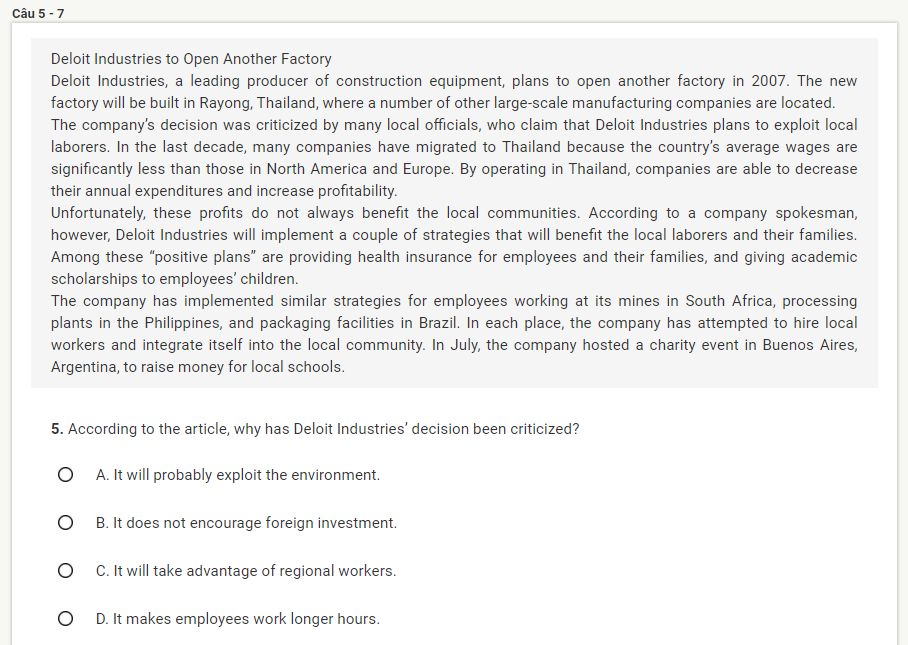 Câu 5 - 7
Deloit Industries to Open Another Factory
Deloit Industries, a leading producer of construction equipment, plans to open another factory in 2007. The new
factory will be built in Rayong, Thailand, where a number of other large-scale manufacturing companies are located.
The company's decision was criticized by many local officials, who claim that Deloit Industries plans to exploit local
laborers. In the last decade, many companies have migrated to Thailand because the country's average wages are
significantly less than those in North America and Europe. By operating in Thailand, companies are able to decrease
their annual expenditures and increase profitability.
Unfortunately, these profits do not always benefit the local communities. According to a company spokesman,
however, Deloit Industries will implement a couple of strategies that will benefit the local laborers and their families.
Among these “positive plans” are providing health insurance for employees and their families, and giving academic
scholarships to employees' children.
The company has implemented similar strategies for employees working at its mines in South Africa, processing
plants in the Philippines, and packaging facilities in Brazil. In each place, the company has attempted to hire local
workers and integrate itself into the local community. In July, the company hosted a charity event in Buenos Aires,
Argentina, to raise money for local schools.
5. According to the article, why has Deloit Industries' decision been criticized?
A. It will probably exploit the environment.
B. It does not encourage foreign investment.
C. It will take advantage of regional workers.
D. It makes employees work longer hours.